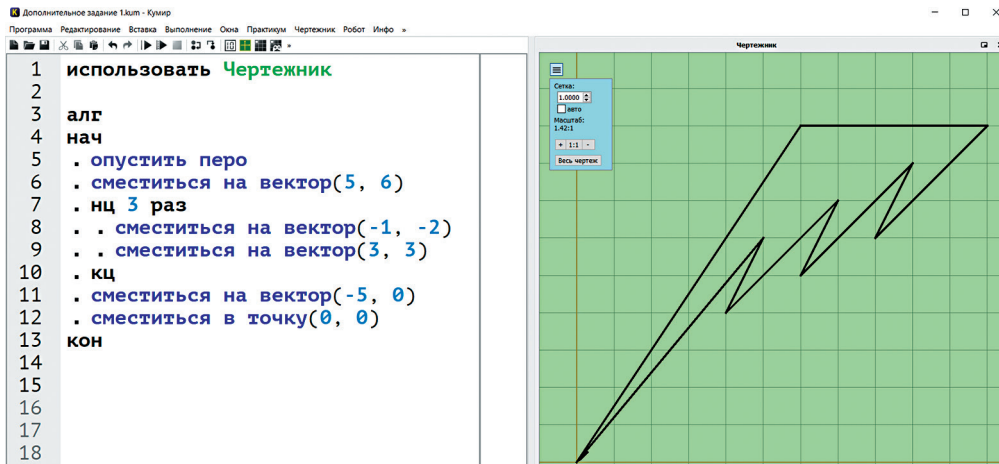 Дополнительное задание 1.kum - Кумир
Программа Редактирование Вставка Выполнение Окна Практикум Чертежник Робот Инфо »
Чертежник
1 использовать Чертежник
2
3 алг
4 нач
5 . опустить перо
6 . сместиться на вектор(5, 6)
7 . нц 3 раз
8 . . сместиться на вектор(-1, -2)
9 . . сместиться на вектор(3, 3)
10 . кц
11 . сместиться на вектор(-5, 0)
12 . сместиться в точку(0, 0)
13 кон
14
15
16
17
18
Сетка:
1.0000
авто
Масштаб:
1.42:1
+ 1:1 -
Весь чертеж